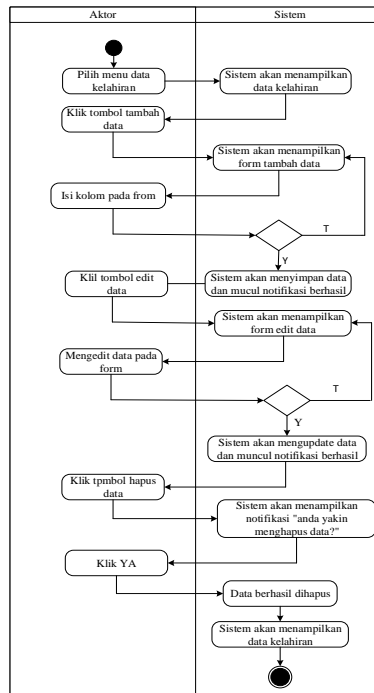 Aktor
Sistem
Pilih menu data
kelahiran
Sistem akan menampilkan
data kelahiran
Klik tombol tambah
data
Sistem akan menampilkan
form tambah data
Isi kolom pada from
T
Y
Sistem akan menyimpan data
dan mucul notifikasi berhasil
Klil tombol edit
data
Sistem akan menampilkan
form edit data
Mengedit data pada
form
T
Y
Sistem akan mengupdate data
dan muncul notifikasi berhasil
Klik tpmbol hapus
data
Sistem akan menampilkan
notifikasi "anda yakin
menghapus data?"
Klik YA
Data berhasil dihapus
Sistem akan menampilkan
data kelahiran